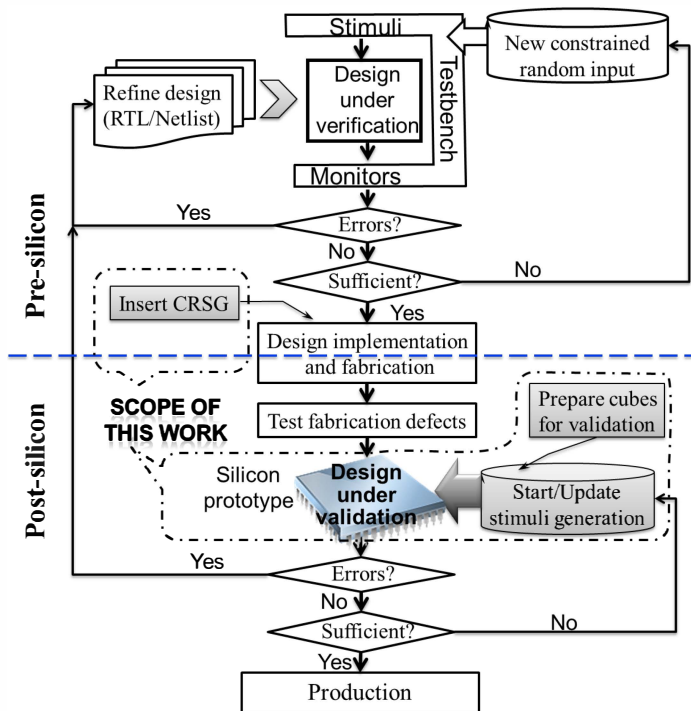 Stimuli
New constrained
random input
Testbench
Refine design
(RTL/Netlist)
Design
under
verification
Monitors
Pre-silicon
Yes
Errors?
No
Sufficient?
No
Insert CRSG
Yes
Design implementation
and fabrication
Post-silicon
SCOPE OF
THIS WORK
Test fabrication defects
Prepare cubes
for validation
Silicon
prototype
Design
under
validation
Start/Update
stimuli generation
Yes
Errors?
No
Sufficient?
No
Yes
Production